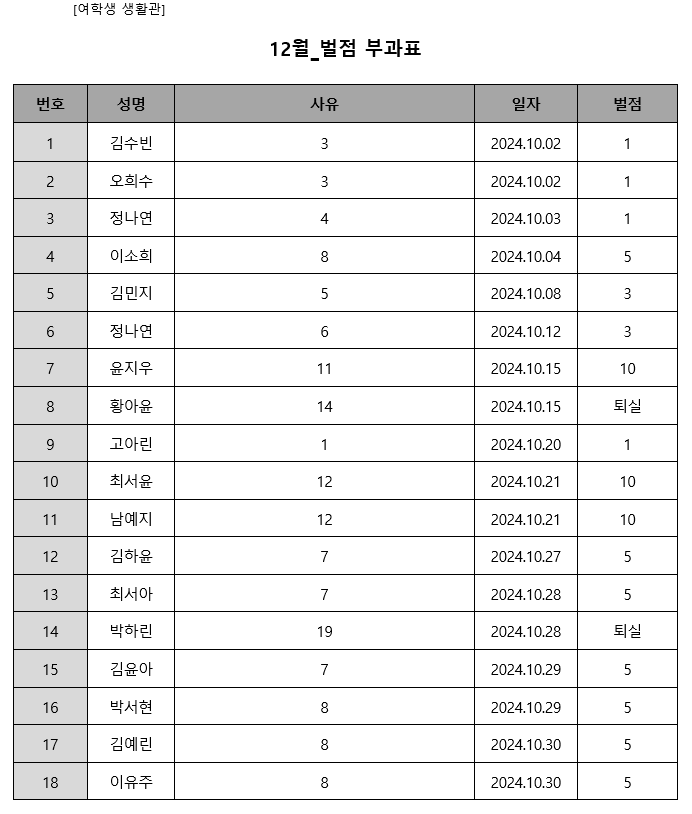 [여학생 생활관]
12월_벌점 부과표
번호 성명 사유 일자 벌점
1 김수빈 3 2024.10.02 1
2 오희수 3 2024.10.02 1
3 정나연 4 2024.10.03 1
4 이소희 8 2024.10.04 5
5 김민지 5 2024.10.08 3
6 정나연 6 2024.10.12 3
7 윤지우 11 2024.10.15 10
8 황아윤 14 2024.10.15 퇴실
9 고아린 1 2024.10.20 1
10 최서윤 12 2024.10.21 10
11 남예지 12 2024.10.21 10
12 김하윤 7 2024.10.27 5
13 최서아 7 2024.10.28 5
14 박하린 19 2024.10.28 퇴실
15 김윤아 7 2024.10.29 5
16 박서현 8 2024.10.29 5
17 김예린 8 2024.10.30 5
18 이유주 8 2024.10.30 5